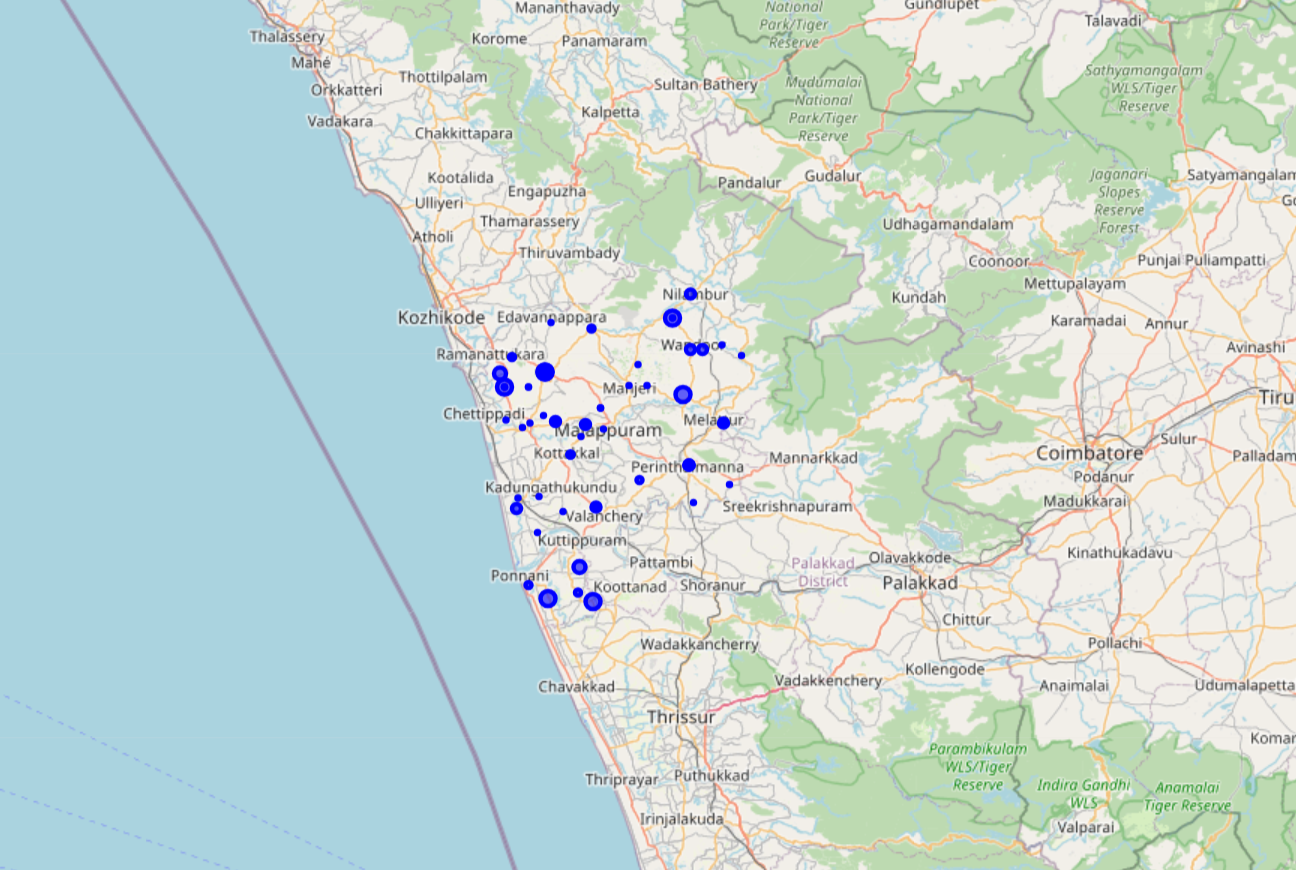 Mananthavady
National
Park/Tiger
Reserve
Gundlupet
Talavadi
Thalassery
Korome
Panamaram
Mahé
Thottilpalam
Sultan Bathery
Mudumalai
National
Park/Tiger
Reserve
Sathyamangalam
WLS/Tiger
Reserve
Orkkatteri
Vadakara
Kalpetta
Chakkittapara
Kootalida
Engapuzha
Pandalur
Gudalur
Jaganari
Slopes
Reserve
Forest
Satyamangalam
Ulliyeri
Thamarassery
Udhagamandalam
Atholi
Thiruvambady
Coonoor
Punjai Puliampatti
Mettupalayam
Kundah
Kozhikode
Edavannappara
Karamadai
Annur
Ramanattukara
Avinashi
Manjeri
Tiru
Chettippadi
Malappuram
Sulur
Kottakkal
Perinthalmanna
Mannarkkad
Coimbatore
Palladam
Podanur
Kadungathukundu
Madukkarai
Valanchery
Sreekrishnapuram
Kuttippuram
Kinathukadavu
Ponnani
Pattambi
Palakkad
District
Olavakkode
Koottanad
Shoranur
Palakkad
Chittur
Wadakkancherry
Pollachi
Kollengode
Chavakkad
Vadakkenchery
Anaimalai
Udumalapetta
Thrissur
Komar
Parambikulam
WLS/Tiger
Reserve
Thriprayar
Puthukkad
Indira Gandhi
WLS
Anamalai
Tiger Reserve
Irinjalakuda
Valparai